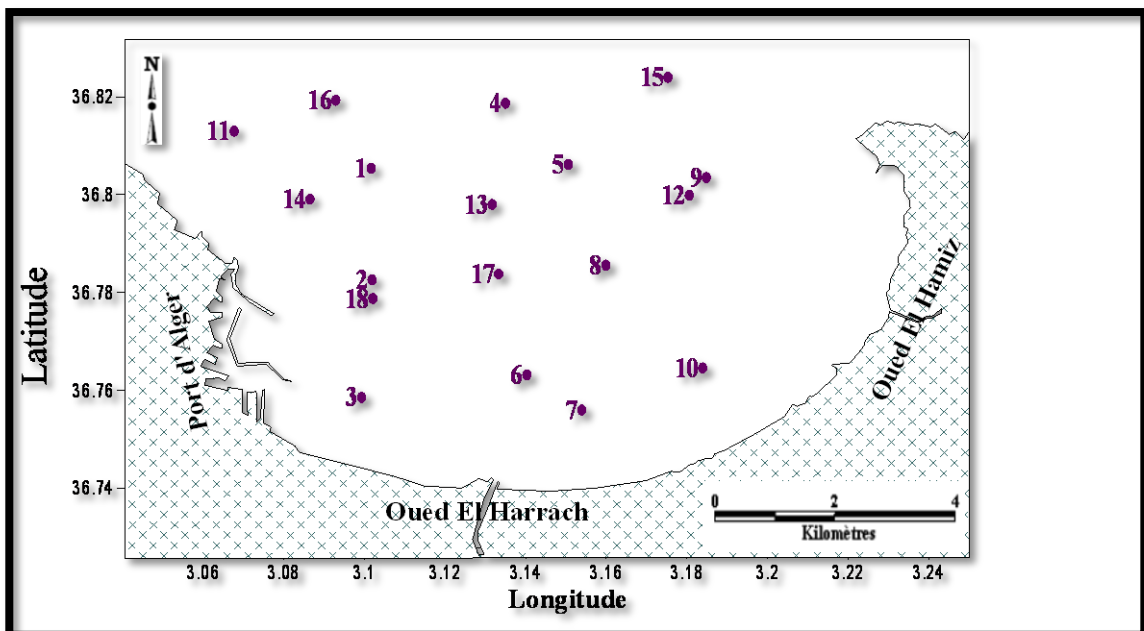 N
15
36.82
16
4
11
1
5
9
36.8
14
12
13
8
17
2
36.78
18
Latitude
Port d'Alger
Oued El Hamiz
10
6
36.76
3
7
36.74
Oued El Harrach
0 2 4
Kilomètres
3.06 3.08 3.1 3.12 3.14 3.16 3.18 3.2 3.22 3.24
Longitude